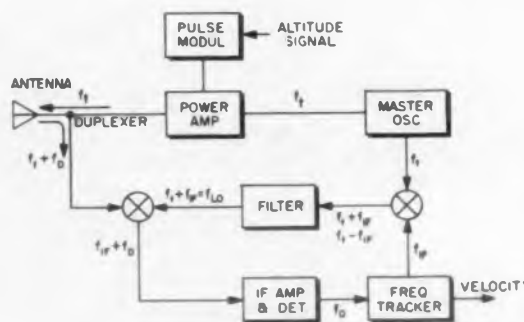 PULSE
MODUL
ALTITUDE
SIGNAL
ANTENNA
f_t
DUPLEXER
POWER
AMP
f_t
MASTER
OSC
f_t + f_D
f_t
f_t + f_IF = f_LO
FILTER
f_t + f_IF
f_t - f_IF
f_IF + f_D
f_IF
IF AMP
& DET
f_D
FREQ
TRACKER
VELOCITY